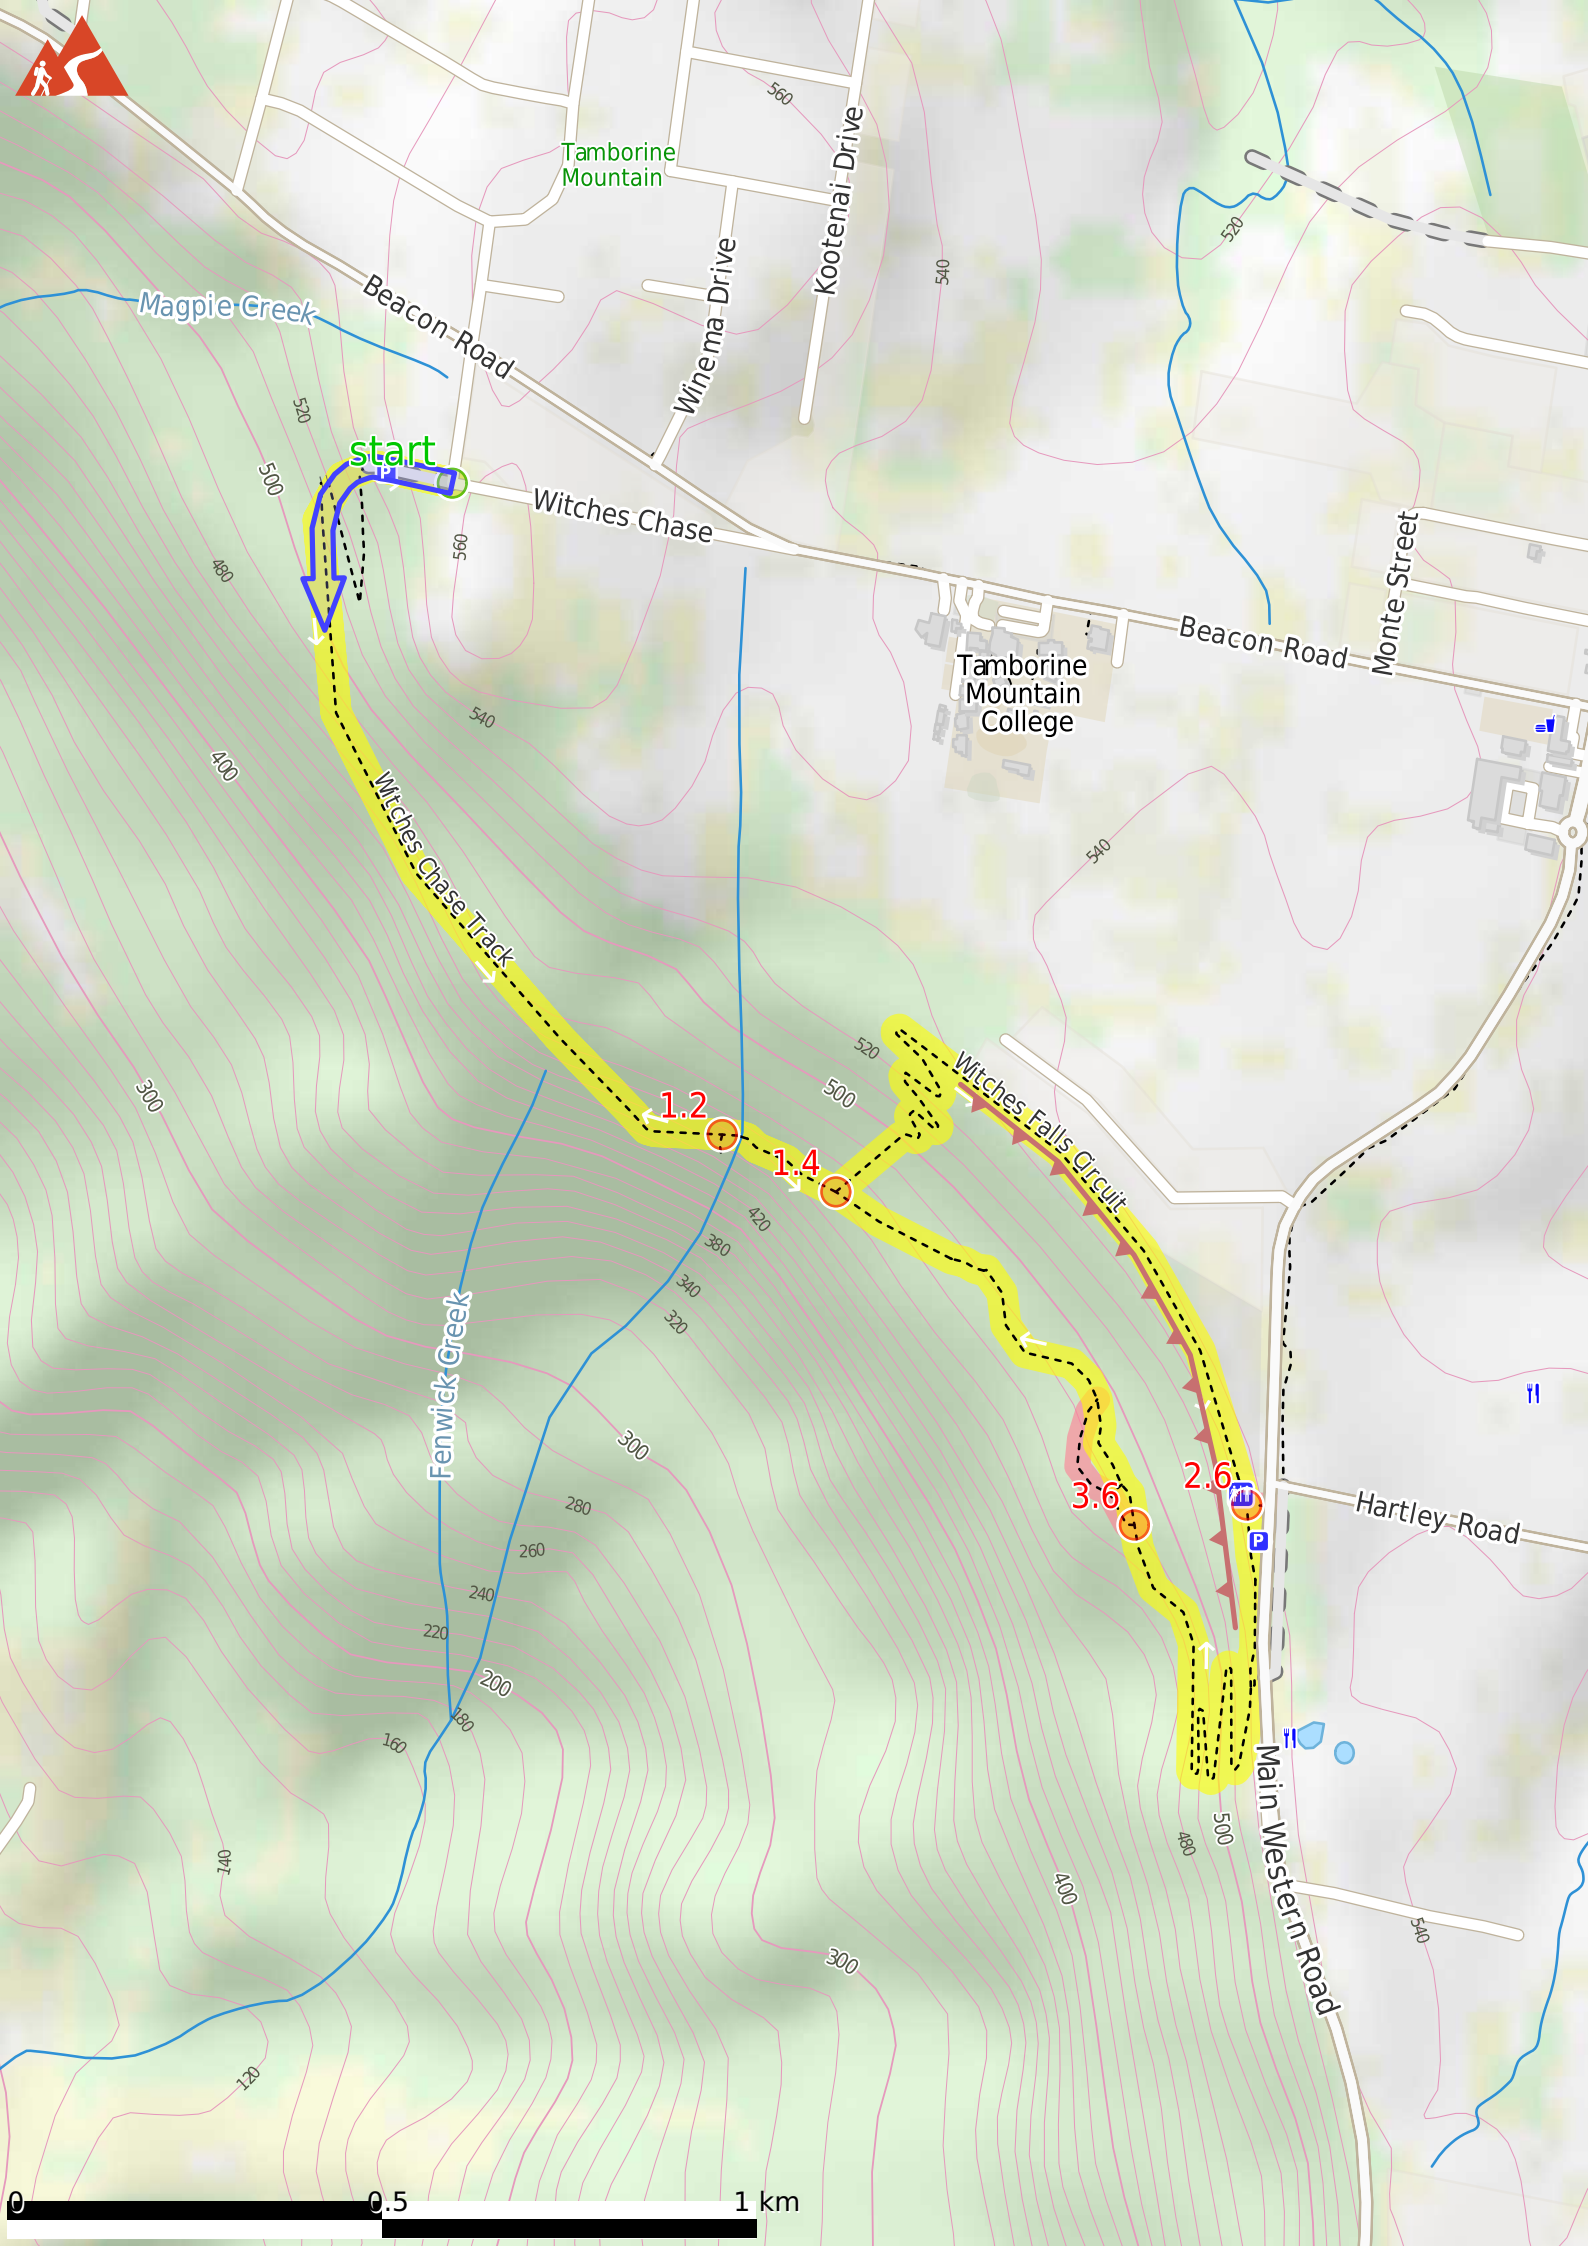 560
Kootenai Drive
Tamborine
Mountain
520
540
Winema Drive
Magpie Creek
Beacon Road
520
start
P
500
Witches Chase
560
480
Monte Street
Beacon Road
Tamborine
Mountain
College
540
400
Witches Chase Track
540
520
500
Witches Falls Circuit
300
1.2
1.4
420
380
340
320
Fenwick Creek
300
2.6
3.6
P
Hartley Road
280
260
240
220
200
180
160
Main Western Road
500
480
140
400
540
300
120
0
0.5
1 km